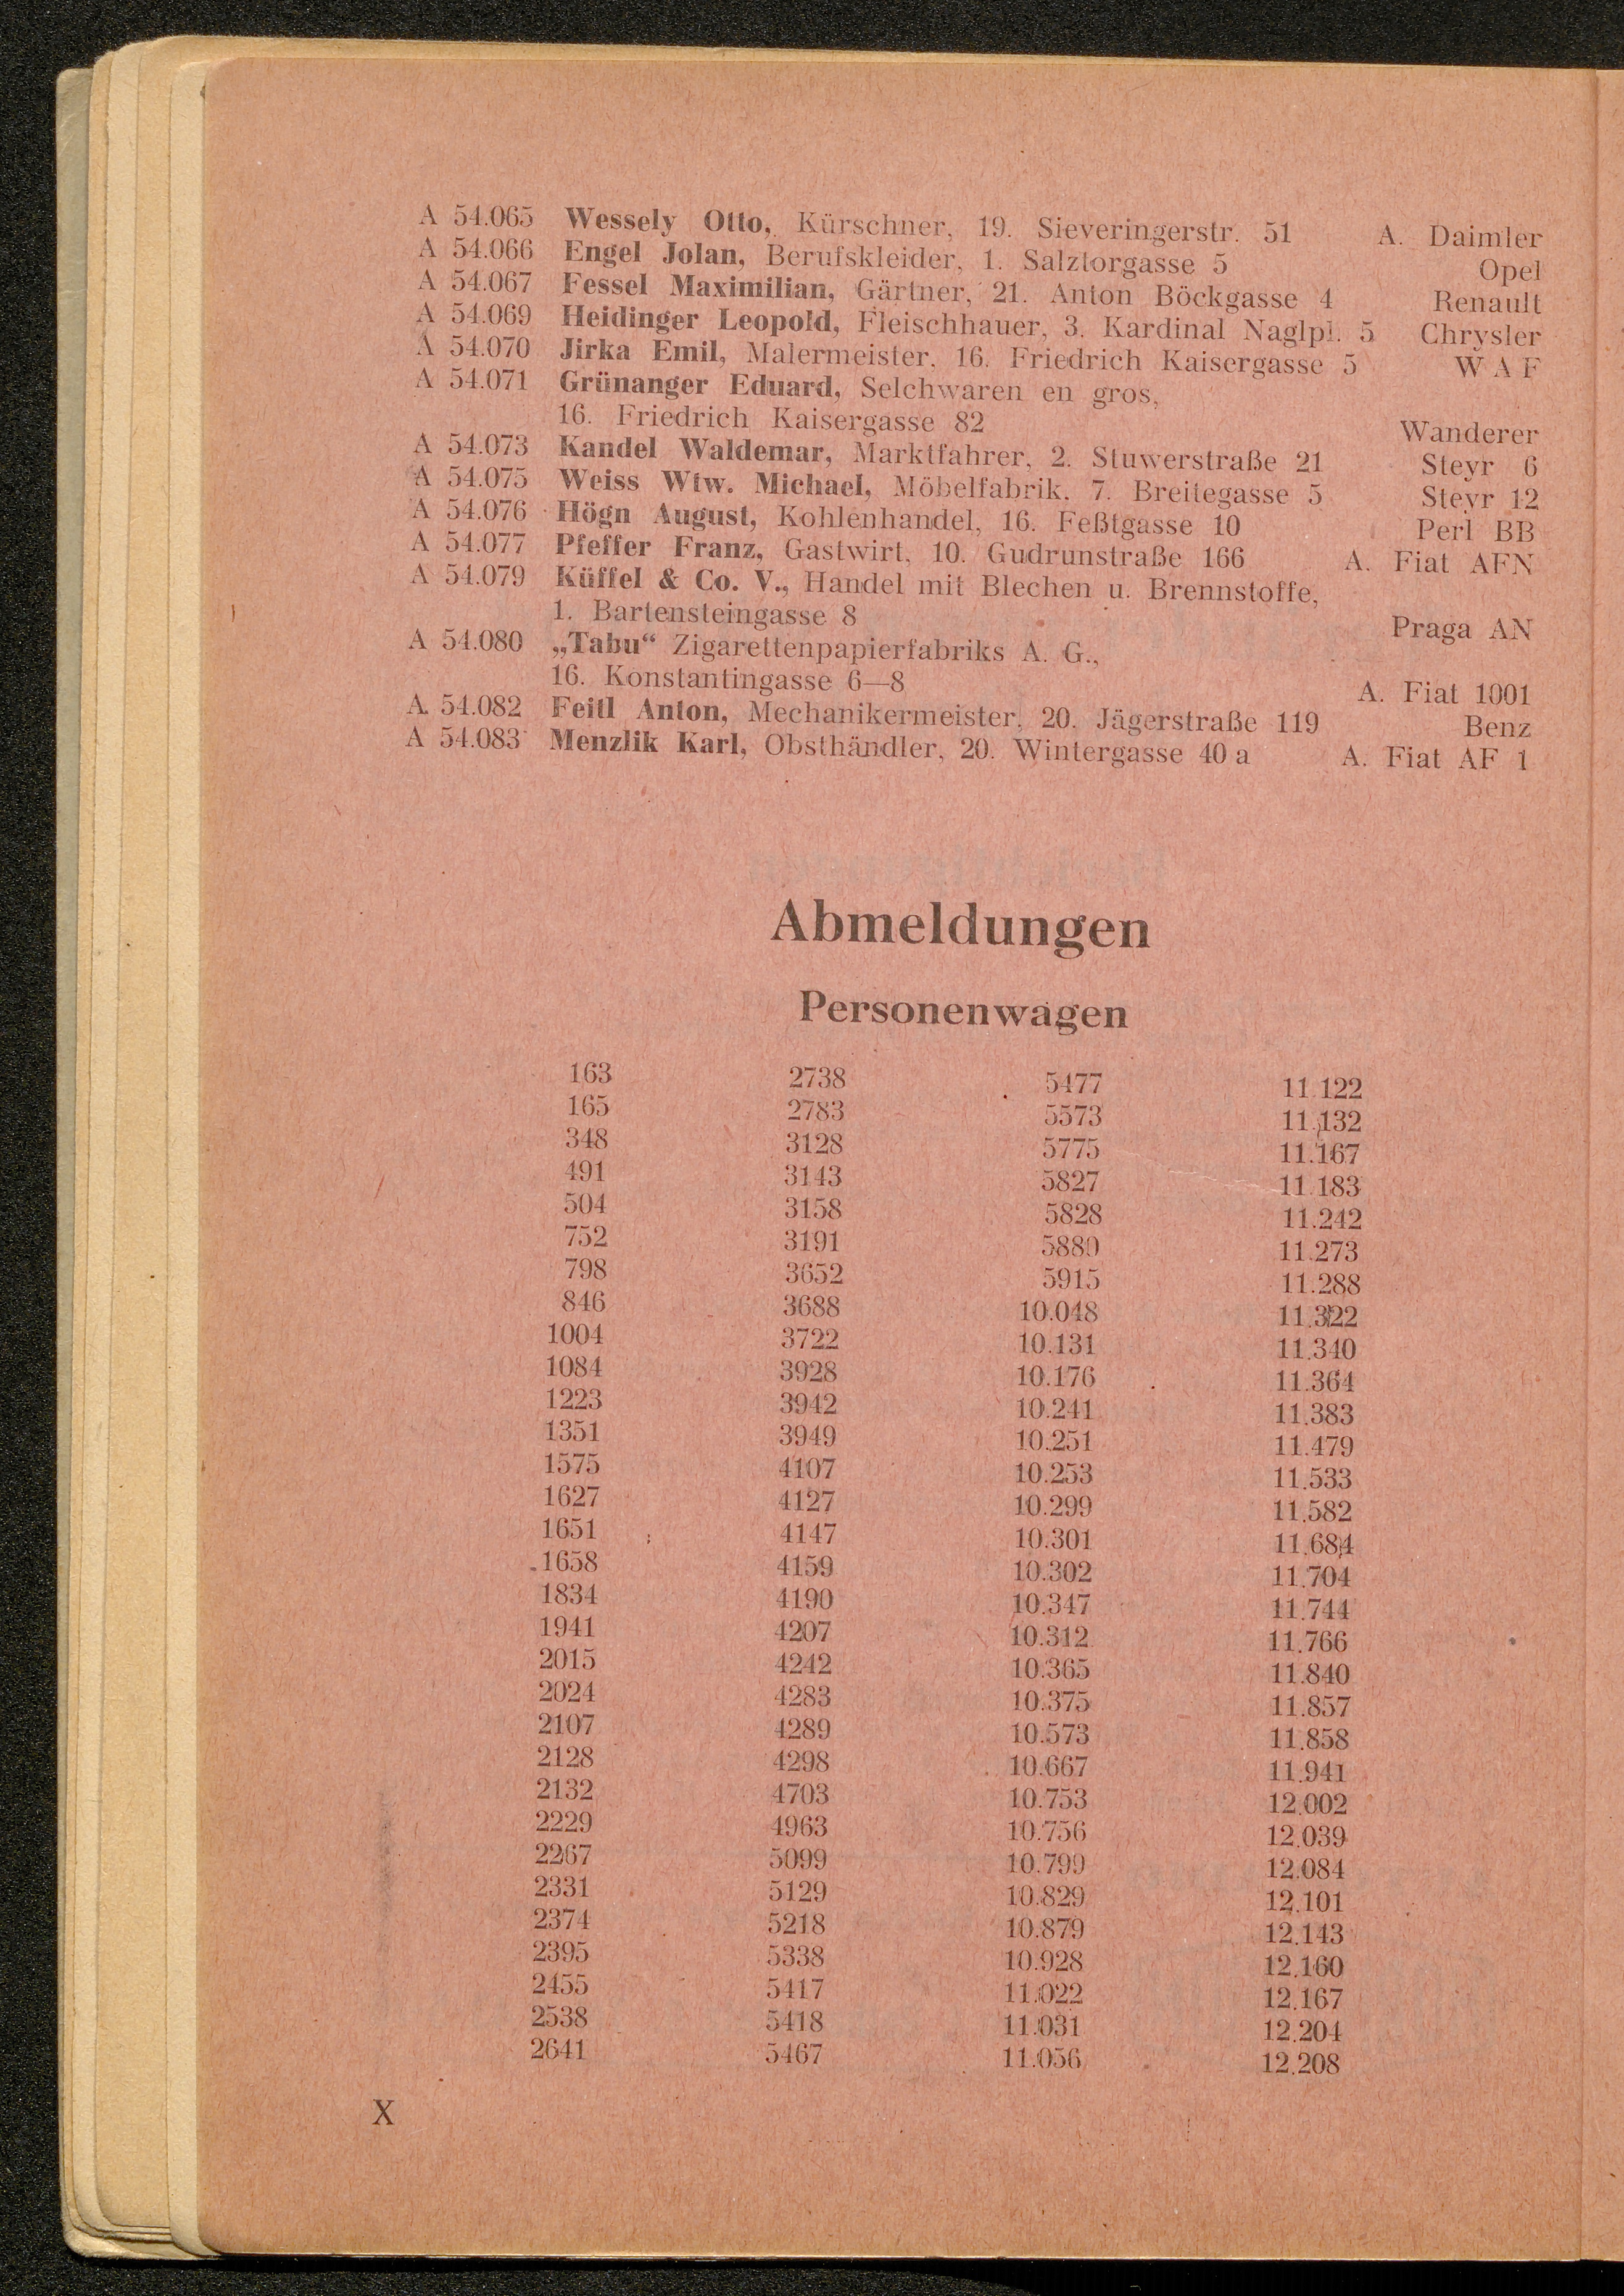 A 54.065 Wessely Otto, Kürschner, 19. Sieveringerstr. 51 A. Daimler
A 54.066 Engel Jolan, Berufskleider, 1. Salztorgasse 5 Opel
A 54.067 Fessel Maximilian, Gärtner, 21. Anton Böckgasse 4 Renault
A 54.069 Heidinger Leopold, Fleischhauer, 3. Kardinal Naglpl. 5 Chrysler
A 54.070 Jirka Emil, Malermeister, 16. Friedrich Kaisergasse 5 W A F
A 54.071 Grünanger Eduard, Selchwaren en gros,
16. Friedrich Kaisergasse 82 Wanderer
A 54.073 Kandel Waldemar, Marktfahrer, 2. Stuwerstraße 21 Steyr 6
A 54.075 Weiss Wtw. Michael, Möbelfabrik, 7. Breitegasse 5 Steyr 12
A 54.076 Högn August, Kohlenhandel, 16. Feßtgasse 10 Perl BB
A 54.077 Pfeffer Franz, Gastwirt, 10. Gudrunstraße 166 A. Fiat AFN
A 54.079 Küffel & Co. V., Handel mit Blechen u. Brennstoffe,
1. Bartensteingasse 8 Praga AN
A 54.080 „Tabu“ Zigarettenpapierfabriks A. G.,
16. Konstantingasse 6—8 A. Fiat 1001
A 54.082 Feitl Anton, Mechanikermeister, 20. Jägerstraße 119 Benz
A 54.083 Menzlik Karl, Obsthändler, 20. Wintergasse 40 a A. Fiat AF 1
Abmeldungen
Personenwagen
163 2738 5477 11.122
165 2783 5573 11.132
348 3128 5775 11.167
491 3143 5827 11.183
504 3158 5828 11.242
752 3191 5880 11.273
798 3652 5915 11.288
846 3688 10.048 11.322
1004 3722 10.131 11.340
1084 3928 10.176 11.364
1223 3942 10.241 11.383
1351 3949 10.251 11.479
1575 4107 10.253 11.533
1627 4127 10.299 11.582
1651 4147 10.301 11.684
1658 4159 10.302 11.704
1834 4190 10.347 11.744
1941 4207 10.312 11.766
2015 4242 10.365 11.840
2024 4283 10.375 11.857
2107 4289 10.573 11.858
2128 4298 10.667 11.941
2132 4703 10.753 12.002
2229 4963 10.756 12.039
2267 5099 10.799 12.084
2331 5129 10.829 12.101
2374 5218 10.879 12.143
2395 5338 10.928 12.160
2455 5417 11.022 12.167
2538 5418 11.031 12.204
2641 5467 11.056 12.208
X